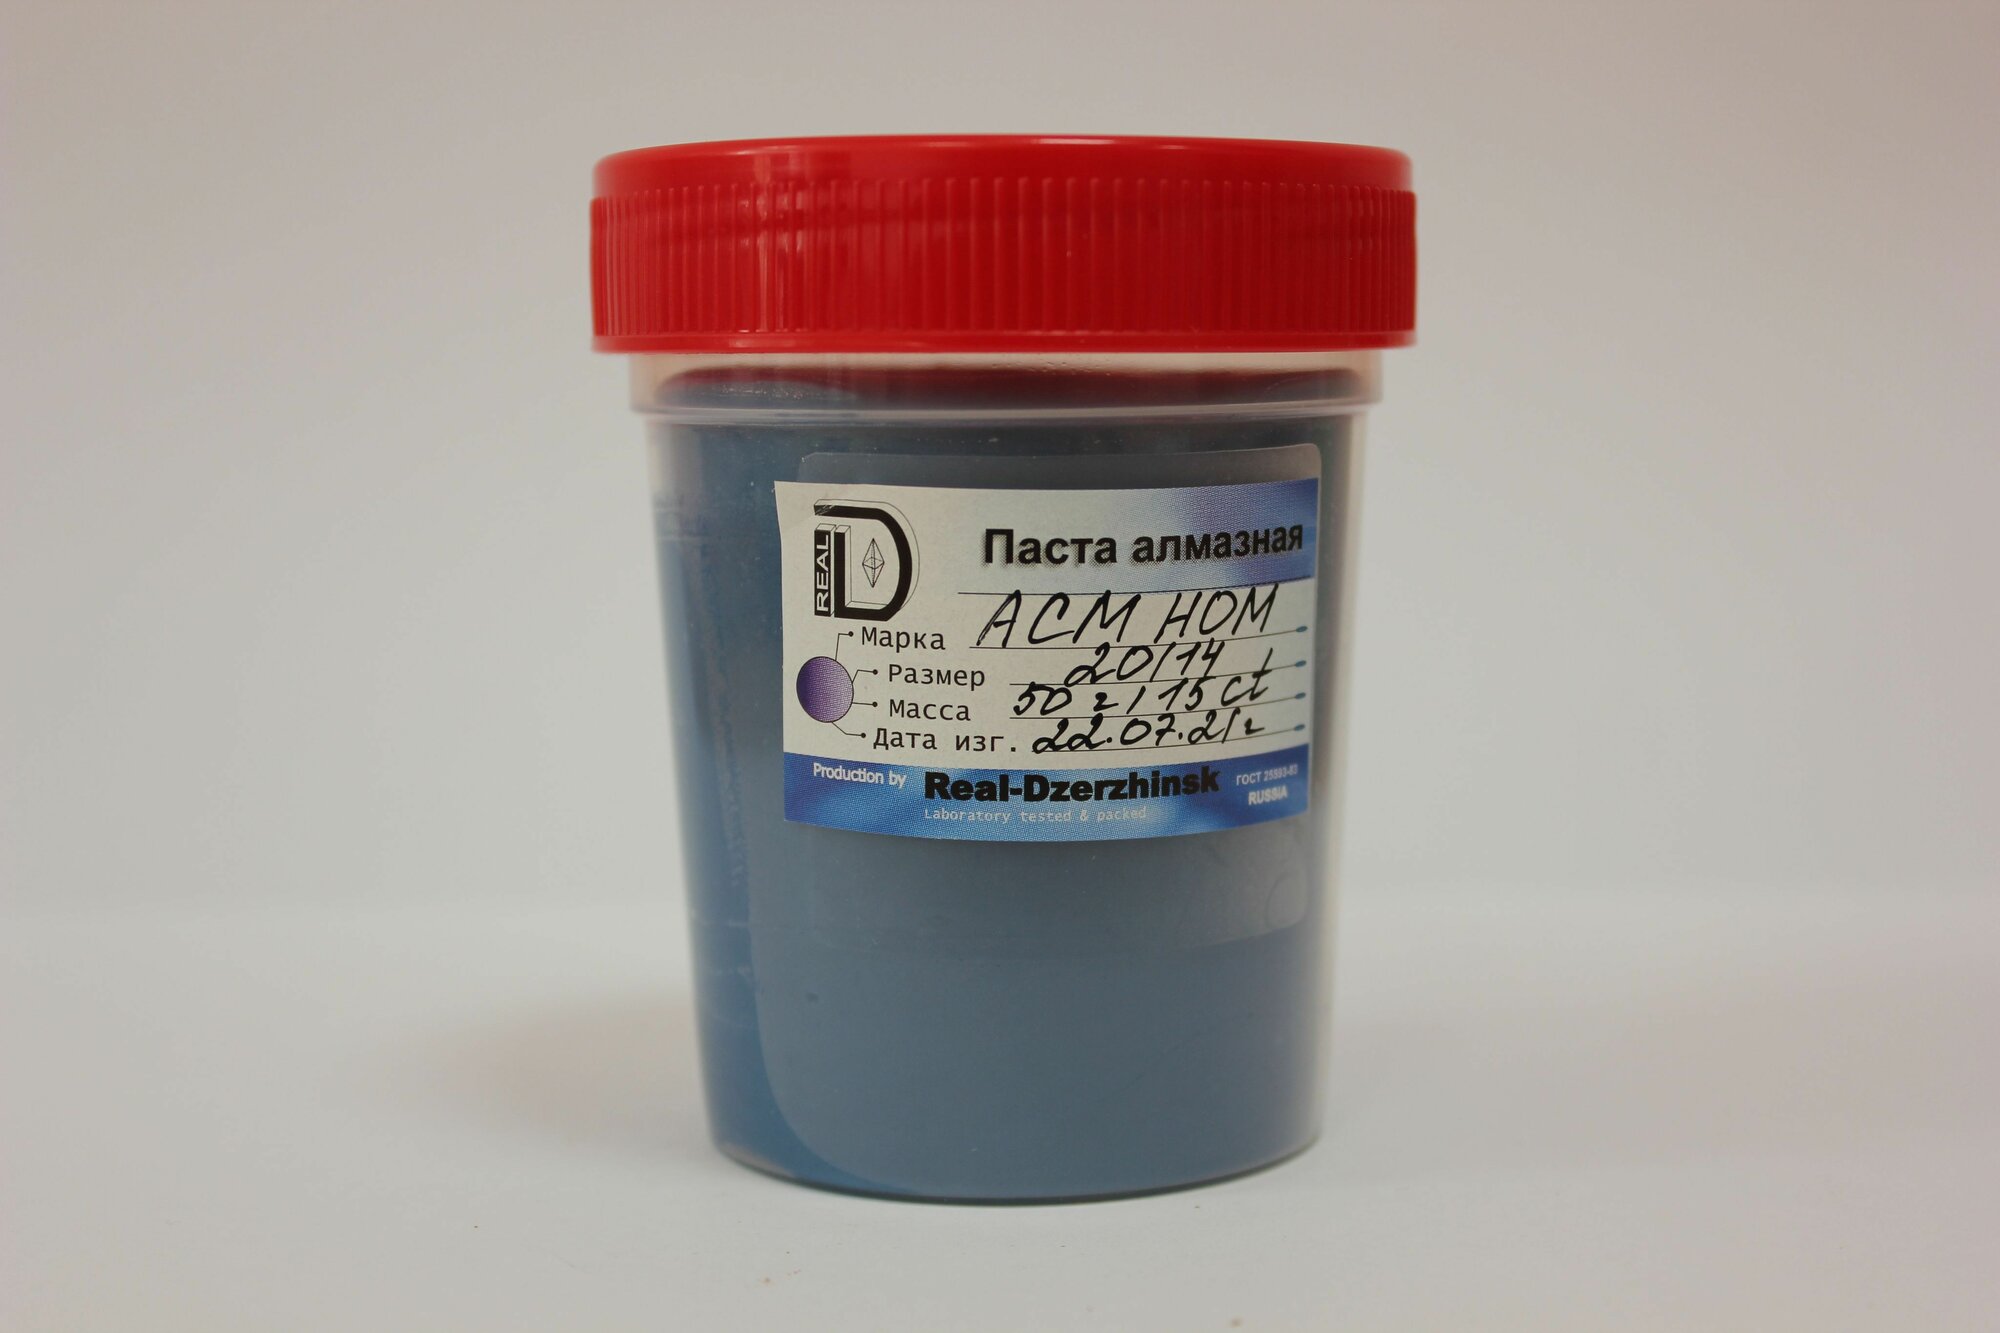 REAL D
Паста алмазная
Марка АСМ НОМ
Размер 20/14
Масса 50 г / 15 ct
Дата изг. 22.07.21г
Production by Real-Dzerzhinsk ГОСТ 25593-83
Laboratory tested & packed RUSSIA